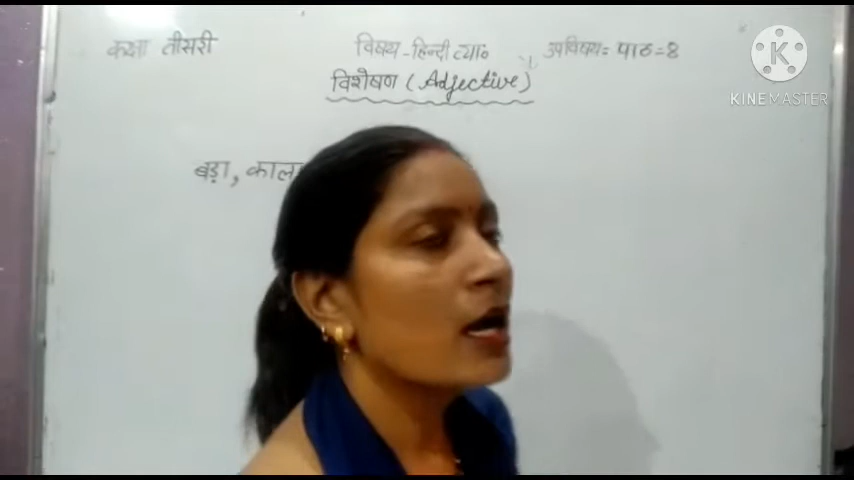 कक्षा तीसरी विषय-हिन्दी व्या० उपविषय= पाठ=8
विशेषण (Adjective)
बड़ा, काला
KINEMASTER